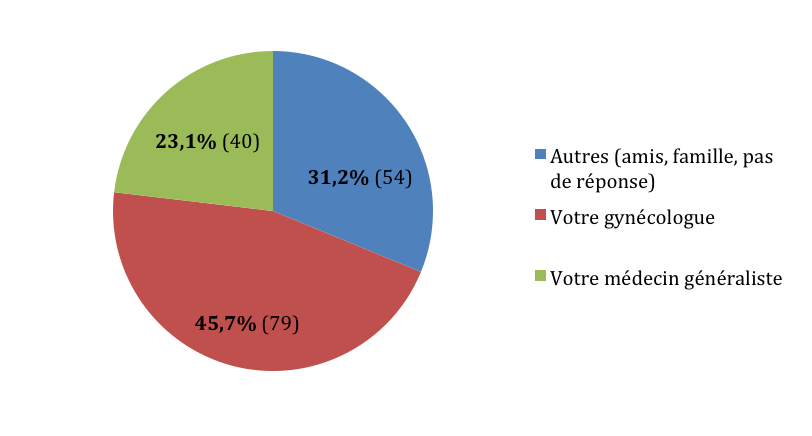 23,1% (40)
31,2% (54)
45,7% (79)
Autres (amis, famille, pas
de réponse)
Votre gynécologue
Votre médecin généraliste